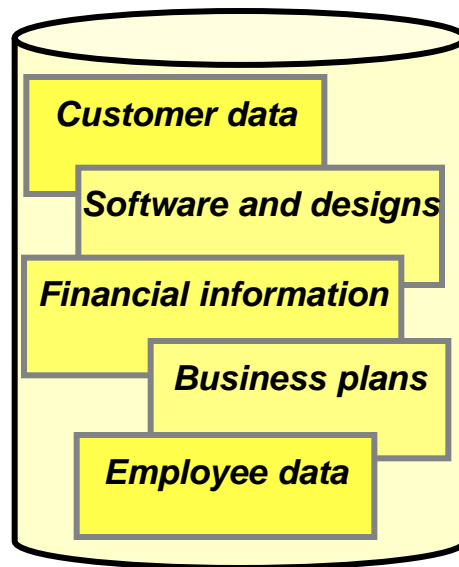 Customer data
Software and designs
Financial information
Business plans
Employee data